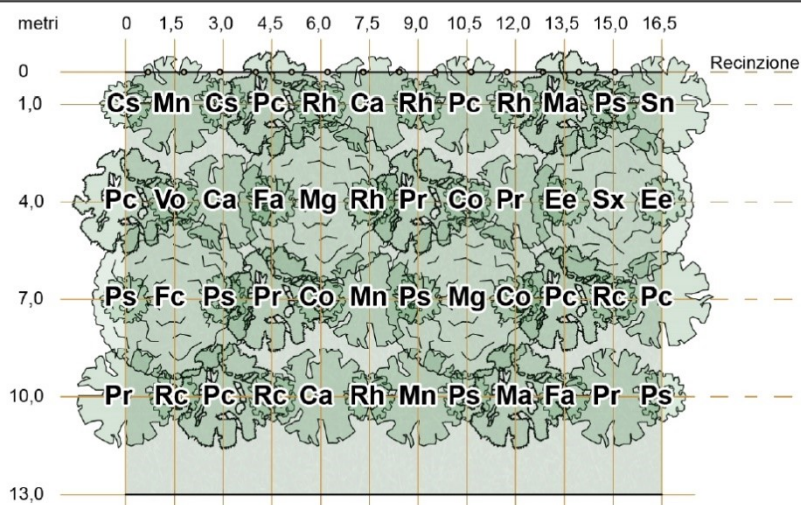 metri 0 1,5 3,0 4,5 6,0 7,5 9,0 10,5 12,0 13,5 15,0 16,5
0 Recinzione
1,0 Cs Mn Cs Pc Rh Ca Rh Pc Rh Ma Ps Sn
4,0 Pc Vo Ca Fa Mg Rh Pr Co Pr Ee Sx Ee
7,0 Ps Fc Ps Pr Co Mn Ps Mg Co Pc Rc Pc
10,0 Pr Rc Pc Rc Ca Rh Mn Ps Ma Fa Pr Ps
13,0